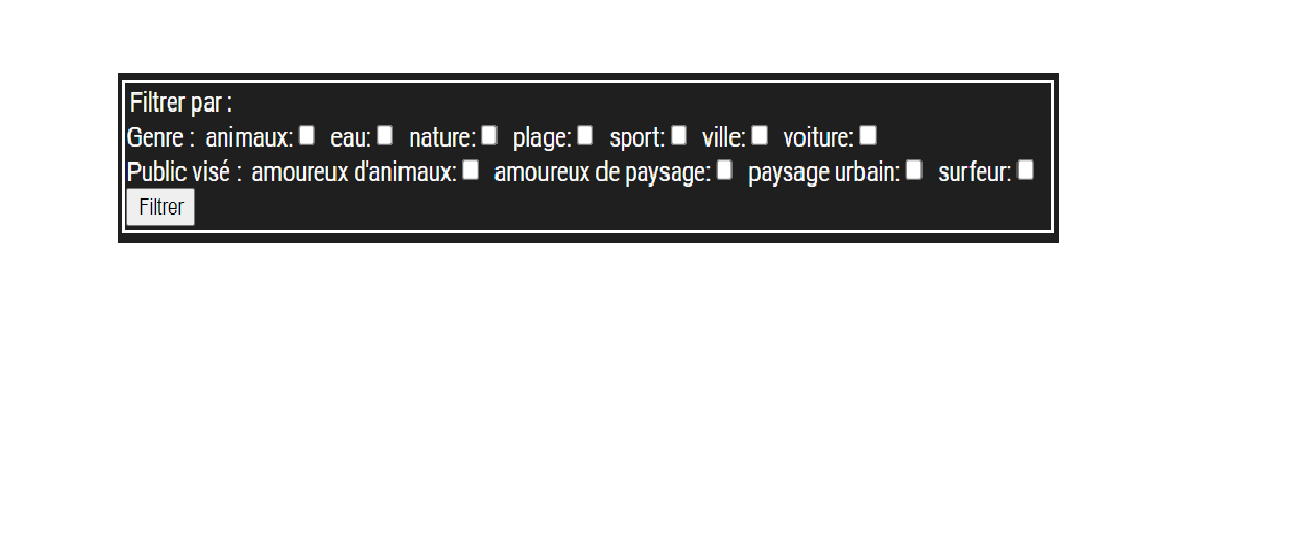 Filtrer par :
Genre : animaux: eau: nature: plage: sport: ville: voiture:
Public visé : amoureux d'animaux: amoureux de paysage: paysage urbain: surfeur:
Filtrer